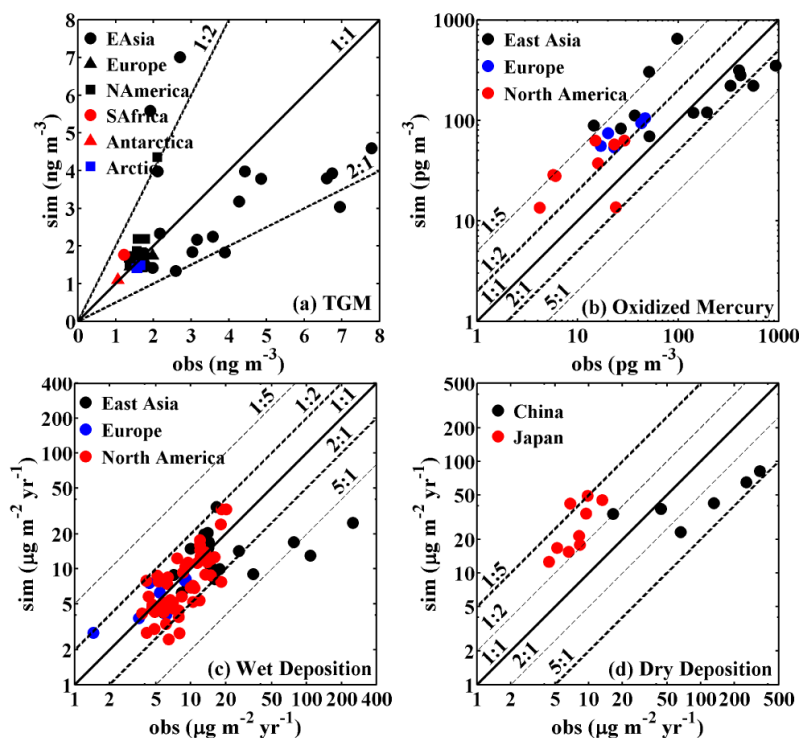 8
7
6
5
4
3
2
1
0
sim (ng m⁻³)
EAsia
Europe
NAmerica
SAfrica
Antarctica
Arctic
1:2
1:1
2:1
(a) TGM
0 1 2 3 4 5 6 7 8
obs (ng m⁻³)
1000
100
10
1
sim (pg m⁻³)
East Asia
Europe
North America
1:5
1:2
1:1
2:1
5:1
(b) Oxidized Mercury
1 10 100 1000
obs (pg m⁻³)
400
200
100
40
20
10
5
2
1
sim (μg m⁻² yr⁻¹)
East Asia
Europe
North America
1:5
1:2
1:1
2:1
5:1
(c) Wet Deposition
1 2 5 10 20 40 100 200 400
obs (μg m⁻² yr⁻¹)
500
200
100
50
20
10
5
2
1
sim (μg m⁻² yr⁻¹)
China
Japan
1:5
1:2
1:1
2:1
5:1
(d) Dry Deposition
1 2 5 10 20 50 100 200 500
obs (μg m⁻² yr⁻¹)